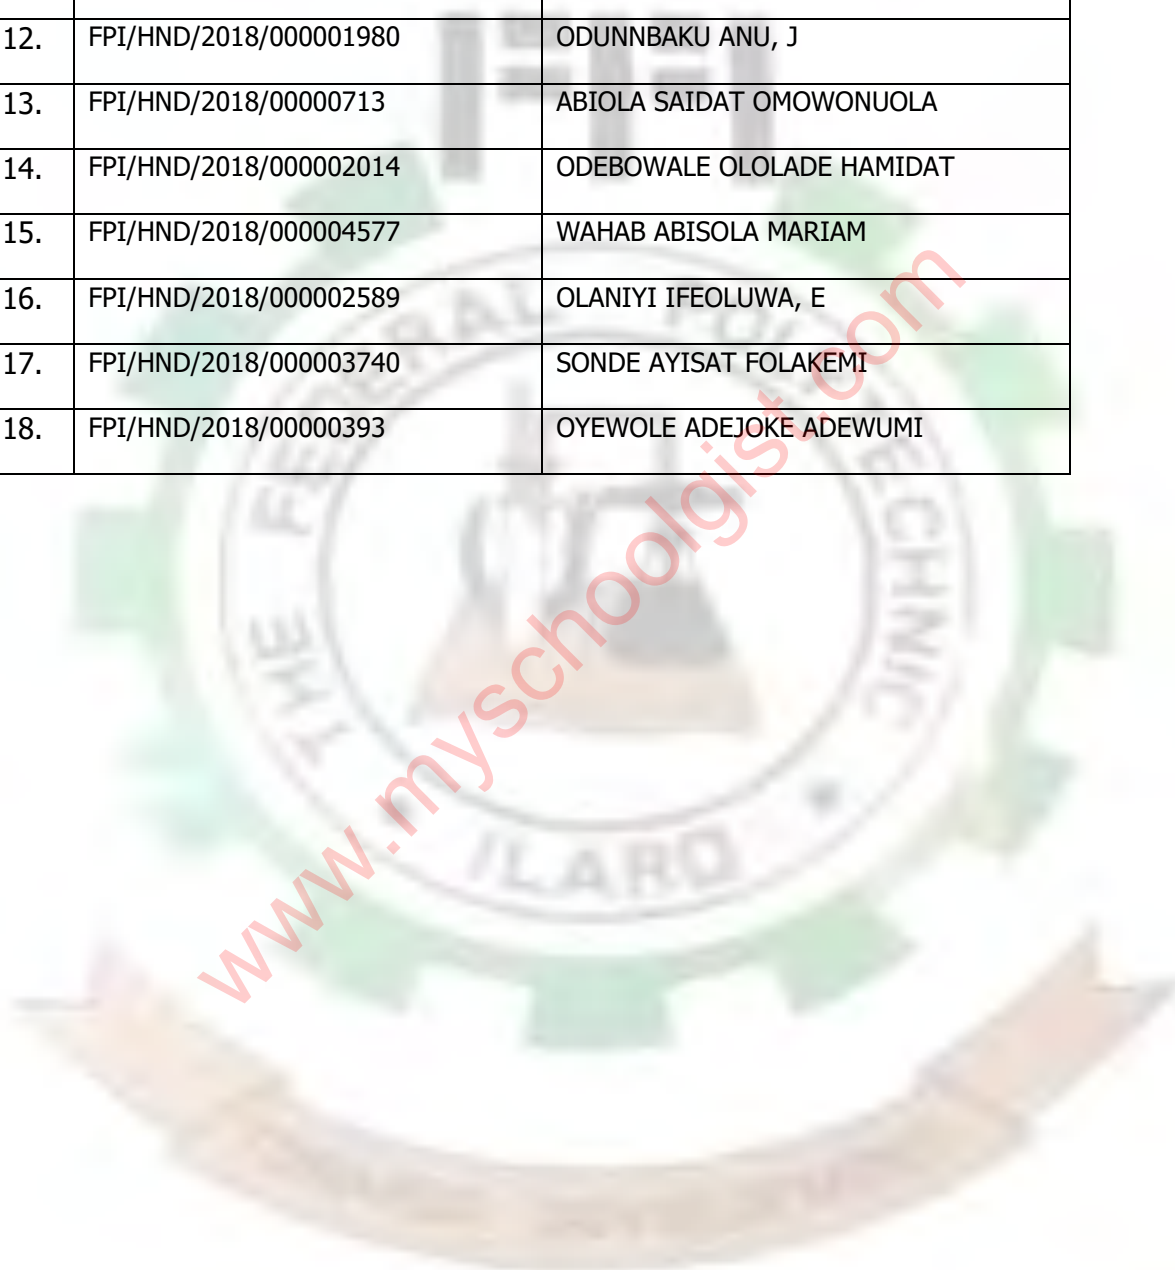 12. FPI/HND/2018/000001980 ODUNNBAKU ANU, J
13. FPI/HND/2018/00000713 ABIOLA SAIDAT OMOWONUOLA
14. FPI/HND/2018/000002014 ODEBOWALE OLOLADE HAMIDAT
15. FPI/HND/2018/000004577 WAHAB ABISOLA MARIAM
16. FPI/HND/2018/000002589 OLANIYI IFEOLUWA, E
17. FPI/HND/2018/000003740 SONDE AYISAT FOLAKEMI
18. FPI/HND/2018/00000393 OYEWOLE ADEJOKE ADEWUMI
THE FEDERAL POLYTECHNIC
ILARO
www.myschoolgist.com